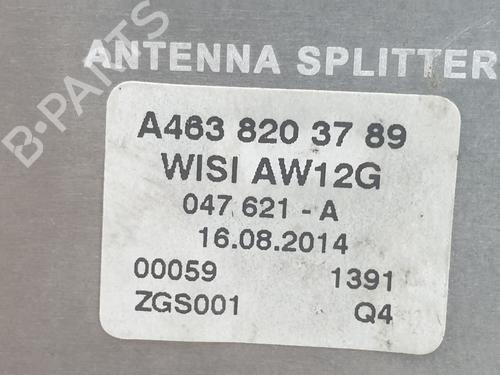 ANTENNA SPLITTER
A463 820 37 89
WISI AW12G
047 621 - A
16.08.2014
00059 1391
ZGS001 Q4
B-PARTS